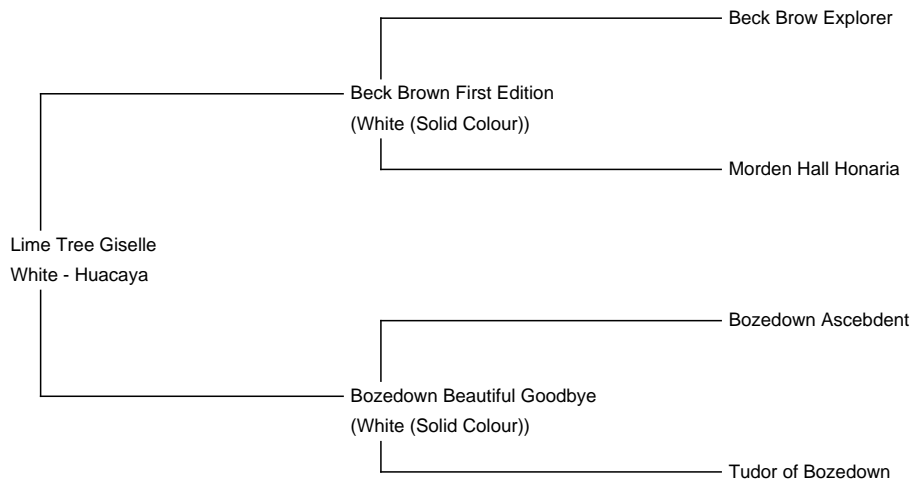 Beck Brow Explorer
Beck Brown First Edition
(White (Solid Colour))
Morden Hall Honaria
Lime Tree Giselle
White - Huacaya
Bozedown Ascebdent
Bozedown Beautiful Goodbye
(White (Solid Colour))
Tudor of Bozedown